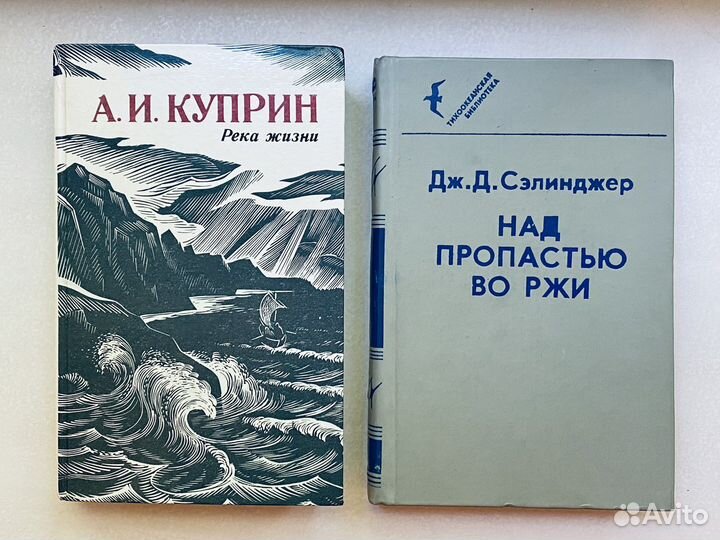 А. И. КУПРИН
Река жизни
ТИХООКЕАНСКАЯ
БИБЛИОТЕКА
Дж. Д. Сэлинджер
НАД
ПРОПАСТЬЮ
ВО РЖИ
Avito